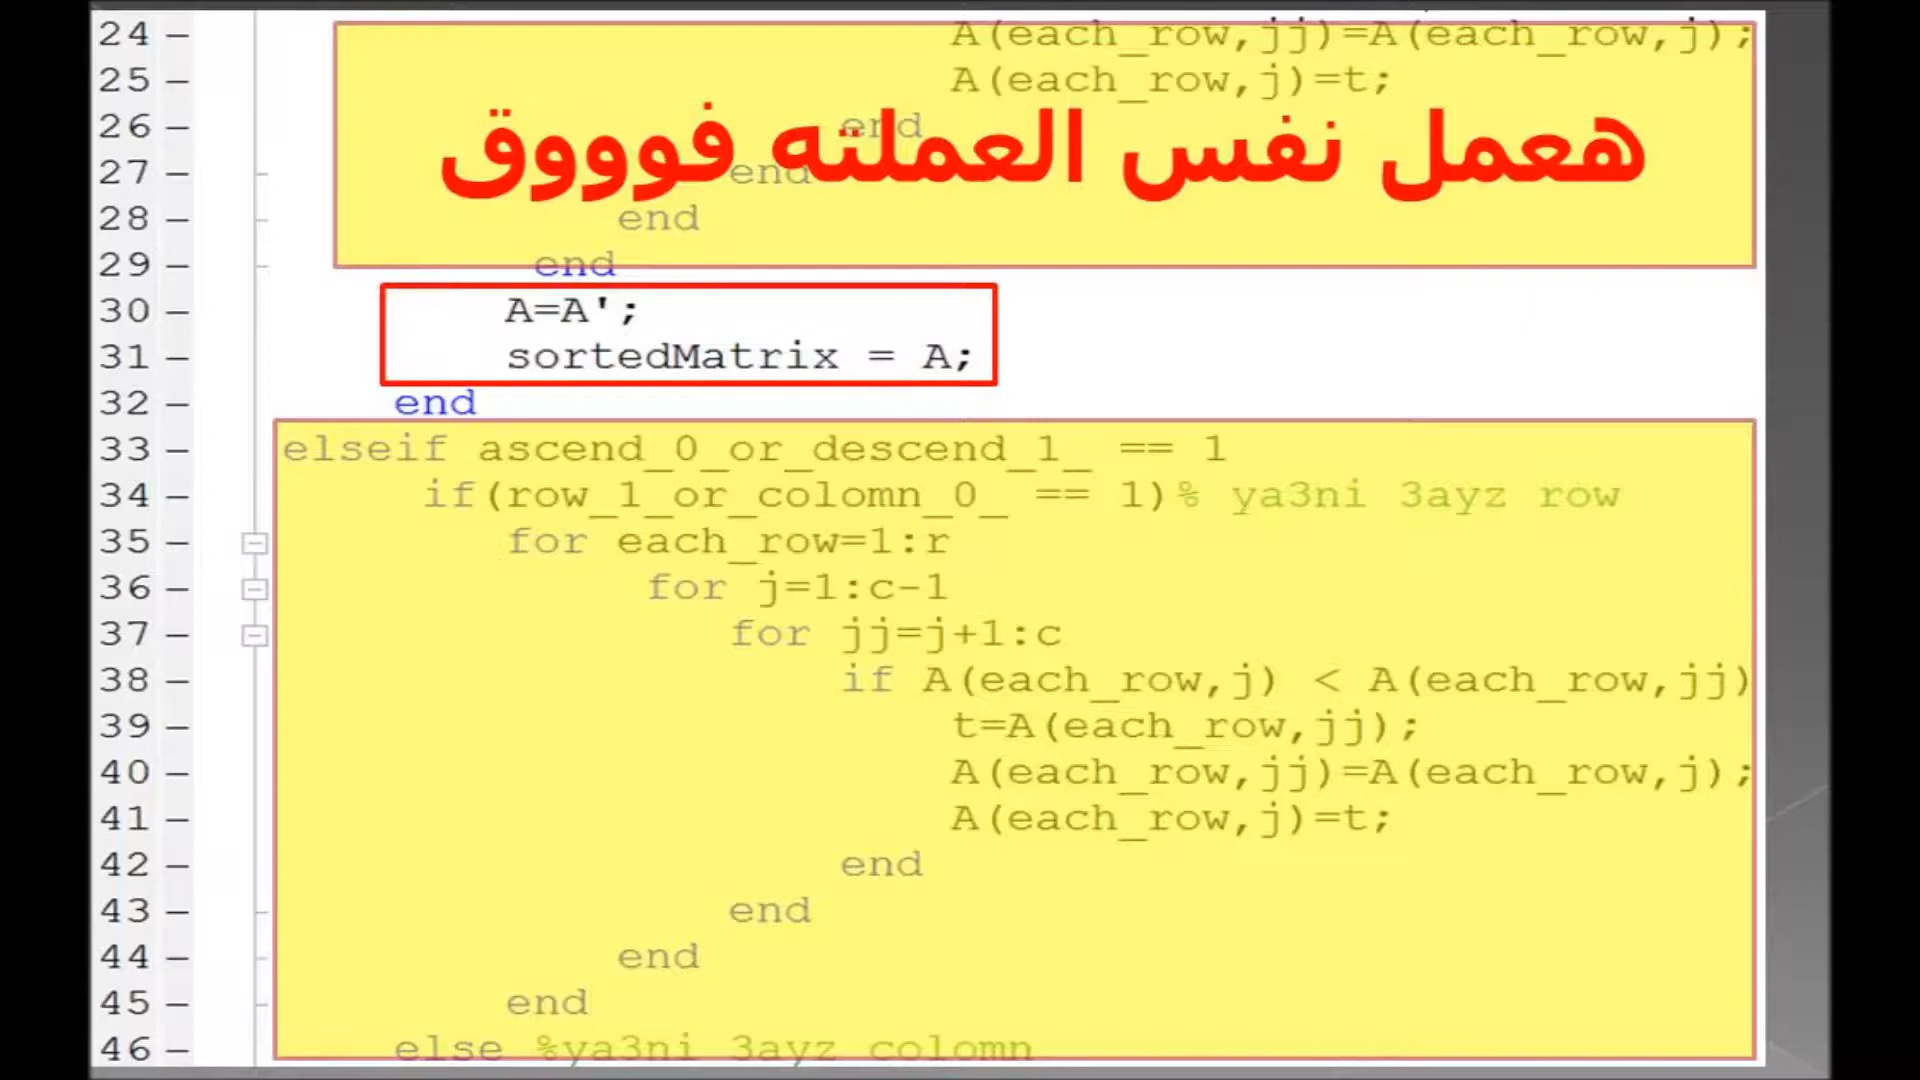 24 – A(each_row,jj)=A(each_row,j);
25 – A(each_row,j)=t;
26 – end
هعمل نفس العملته فوووق
27 – end
28 – end
29 – end
30 – A=A';
31 – sortedMatrix = A;
32 – end
33 – elseif ascend_0_or_descend_1_ == 1
34 – if(row_1_or_colomn_0_ == 1)% ya3ni 3ayz row
35 – for each_row=1:r
36 – for j=1:c-1
37 – for jj=j+1:c
38 – if A(each_row,j) < A(each_row,jj)
39 – t=A(each_row,jj);
40 – A(each_row,jj)=A(each_row,j);
41 – A(each_row,j)=t;
42 – end
43 – end
44 – end
45 – end
46 – else %ya3ni 3ayz colomn